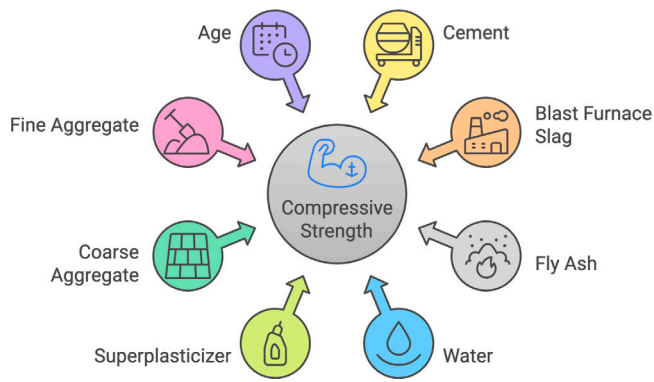 Age
Cement
Fine Aggregate
Blast Furnace
Slag
Compressive
Strength
Coarse
Aggregate
Fly Ash
Superplasticizer
Water